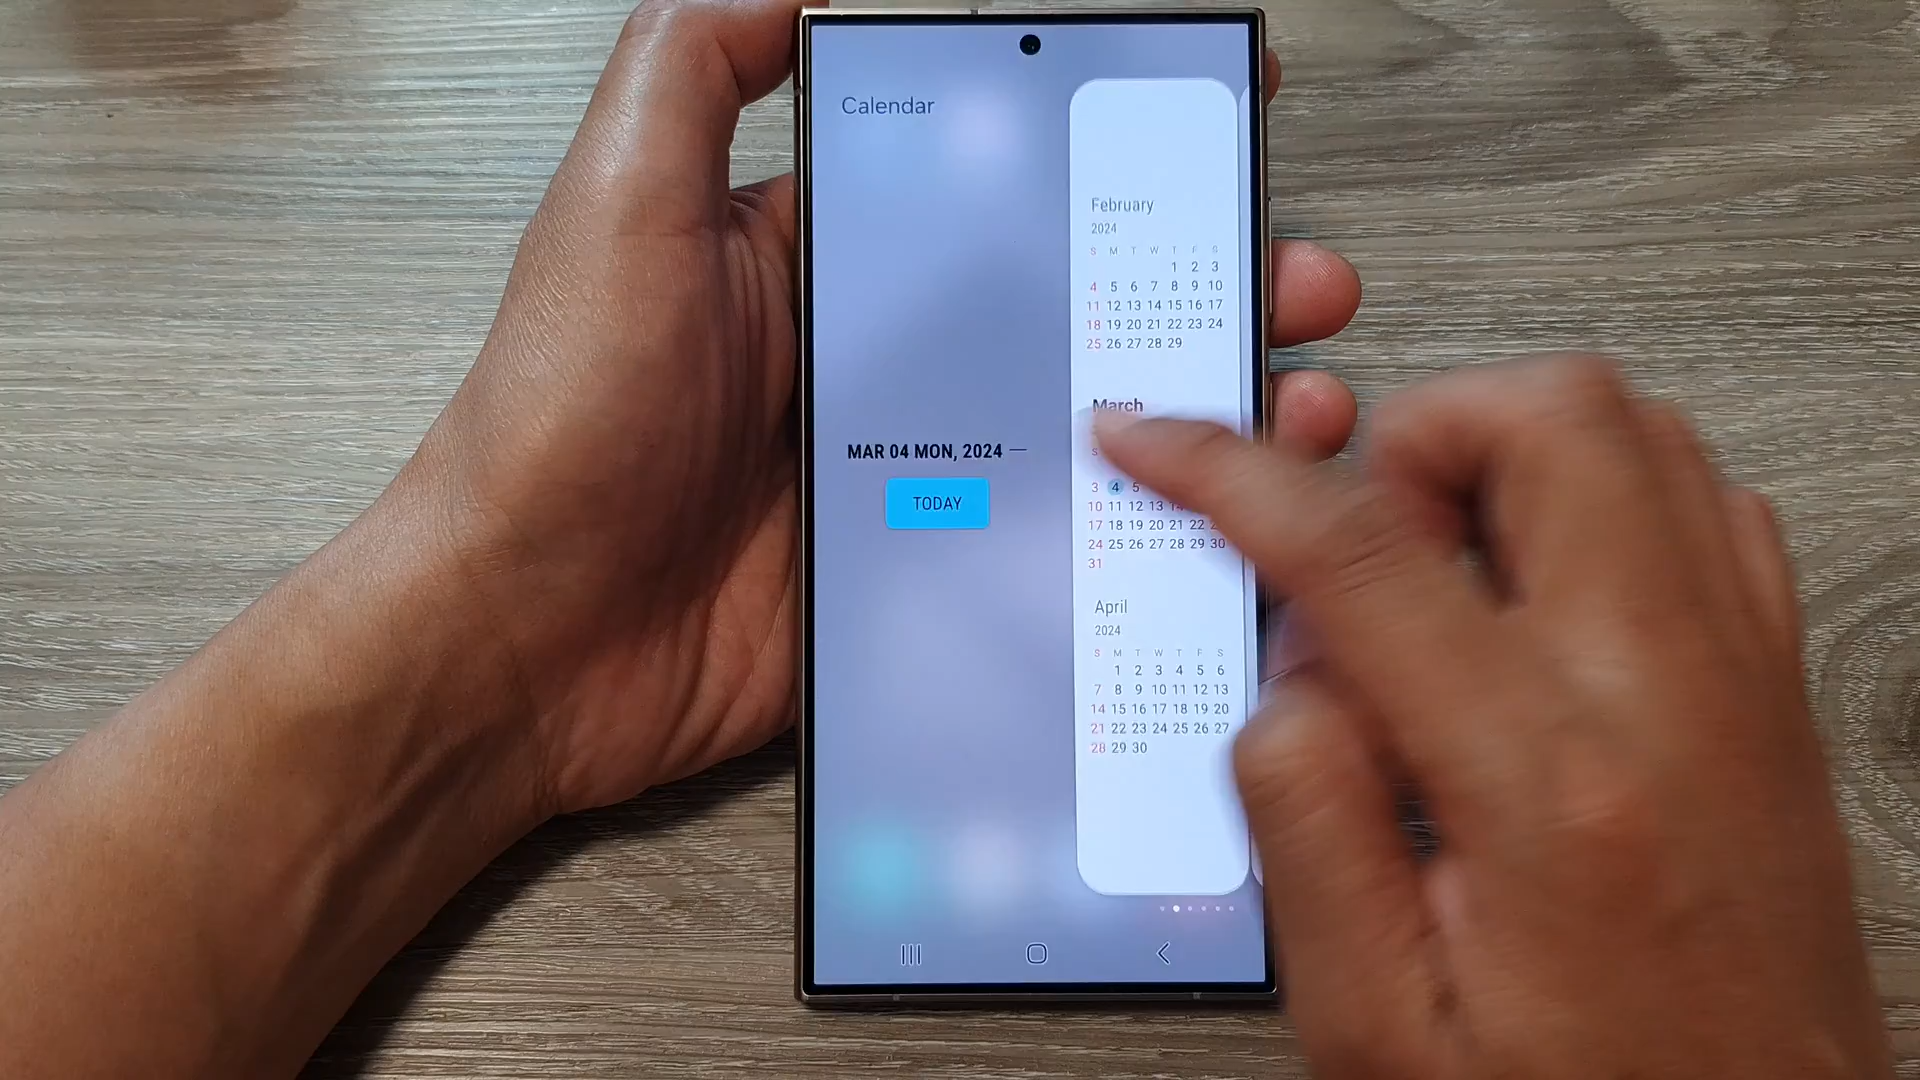 Calendar
February
2024
S M T W T F S
1 2 3
4 5 6 7 8 9 10
11 12 13 14 15 16 17
18 19 20 21 22 23 24
25 26 27 28 29
March
S
MAR 04 MON, 2024
TODAY
3 4 5
10 11 12 13 14
17 18 19 20 21 22
24 25 26 27 28 29 30
31
April
2024
S M T W T F S
1 2 3 4 5 6
7 8 9 10 11 12 13
14 15 16 17 18 19 20
21 22 23 24 25 26 27
28 29 30